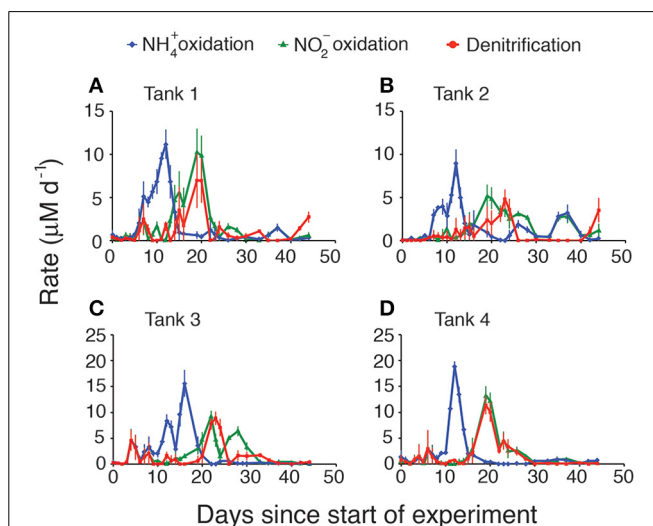 NH₄⁺ oxidation NO₂⁻ oxidation Denitrification
A Tank 1
B Tank 2
15
10
5
0
0 10 20 30 40 50
15
10
5
0
0 10 20 30 40 50
C Tank 3
D Tank 4
25
20
15
10
5
0
0 10 20 30 40 50
25
20
15
10
5
0
0 10 20 30 40 50
Rate (μM d⁻¹)
Days since start of experiment